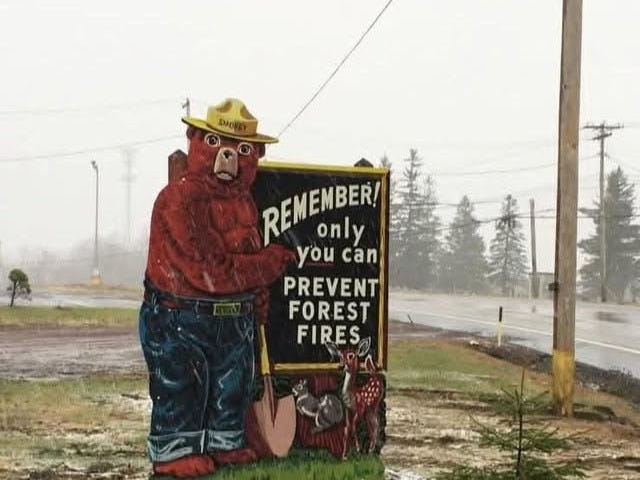 SMOKEY
REMEMBER!
only
you can
PREVENT
FOREST
FIRES